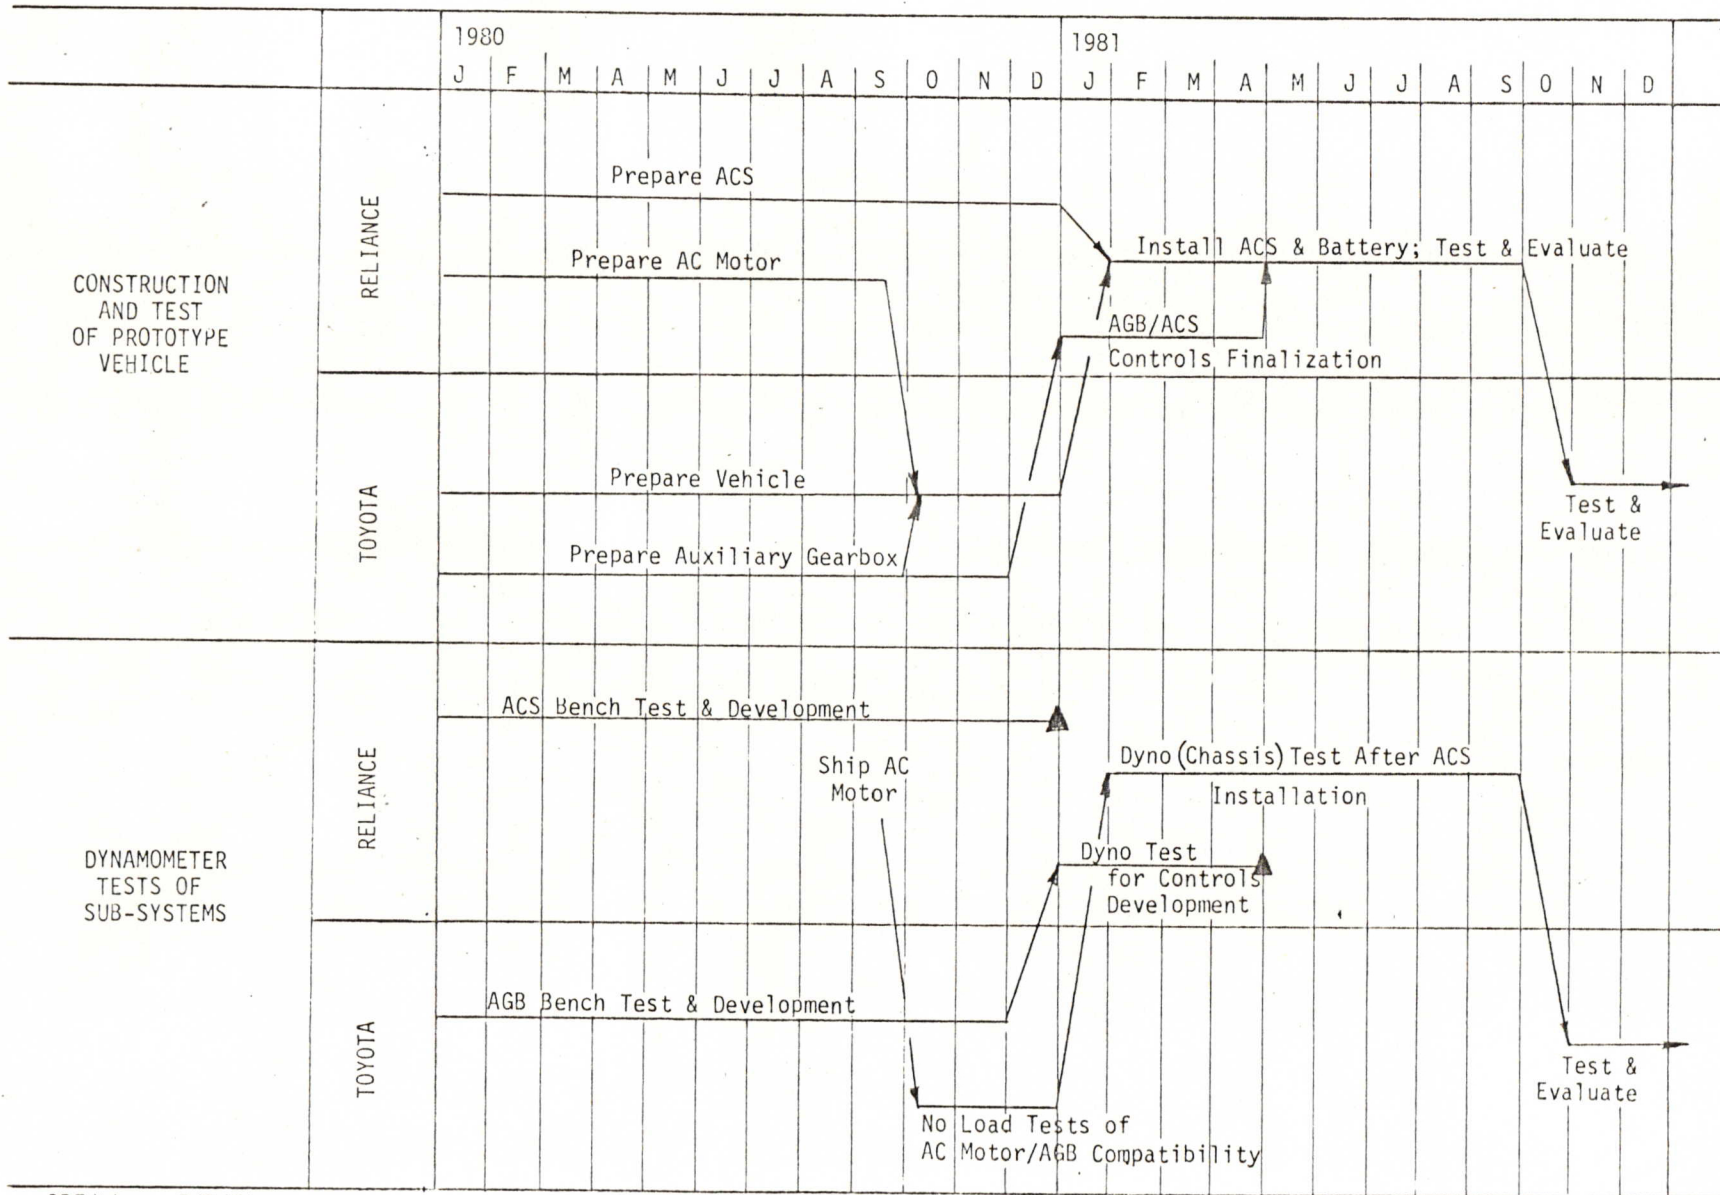 1980
1981
J F M A M J J A S O N D J F M A M J J A S O N D
CONSTRUCTION
AND TEST
OF PROTOTYPE
VEHICLE
RELIANCE
Prepare ACS
Prepare AC Motor
Install ACS & Battery; Test & Evaluate
AGB/ACS
Controls Finalization
TOYOTA
Prepare Vehicle
Prepare Auxiliary Gearbox
Test &
Evaluate
DYNAMOMETER
TESTS OF
SUB-SYSTEMS
RELIANCE
ACS Bench Test & Development
Ship AC
Motor
Dyno (Chassis) Test After ACS
Installation
Dyno Test
for Controls
Development
TOYOTA
AGB Bench Test & Development
No Load Tests of
AC Motor/AGB Compatibility
Test &
Evaluate